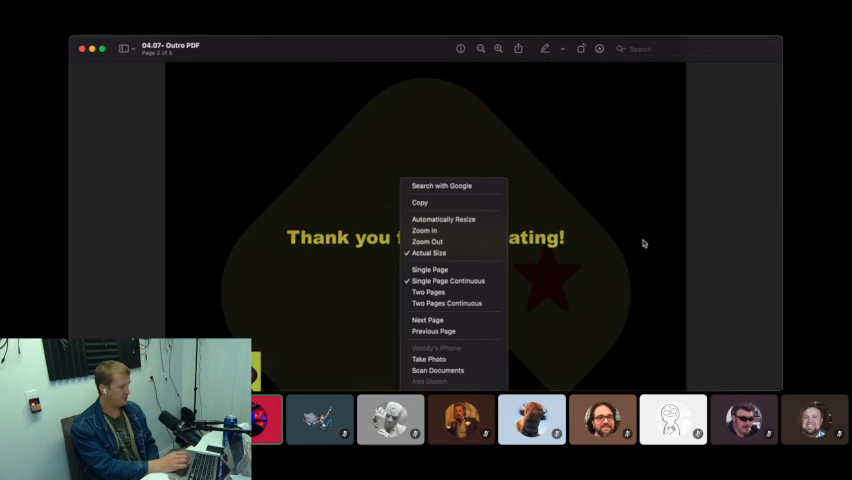 04.07- Outro PDF
Page 2 of 5
Search
Thank you f
ating!
Search with Google
Copy
Automatically Resize
Zoom In
Zoom Out
Actual Size
Single Page
Single Page Continuous
Two Pages
Two Pages Continuous
Next Page
Previous Page
Woody's iPhone
Take Photo
Scan Documents
Add Sketch